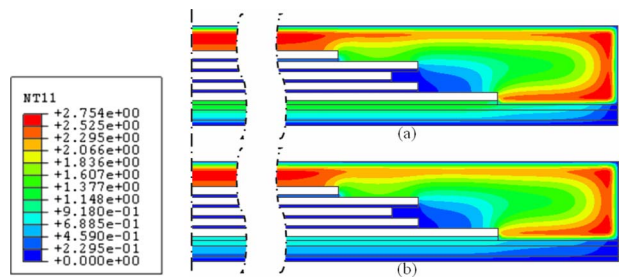 NT11
+2.754e+00
+2.525e+00
+2.295e+00
+2.066e+00
+1.836e+00
+1.607e+00
+1.377e+00
+1.148e+00
+9.180e-01
+6.885e-01
+4.590e-01
+2.295e-01
+0.000e+00
(a)
(b)